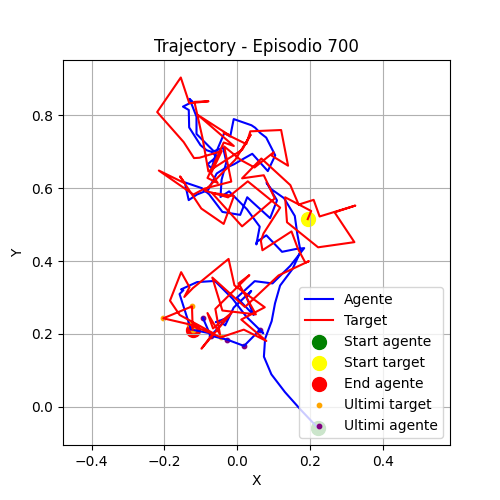 Trajectory - Episodio 700
Y
0.8
0.6
0.4
0.2
0.0
−0.4
−0.2
0.0
0.2
0.4
X
Agente
Target
Start agente
Start target
End agente
Ultimi target
Ultimi agente